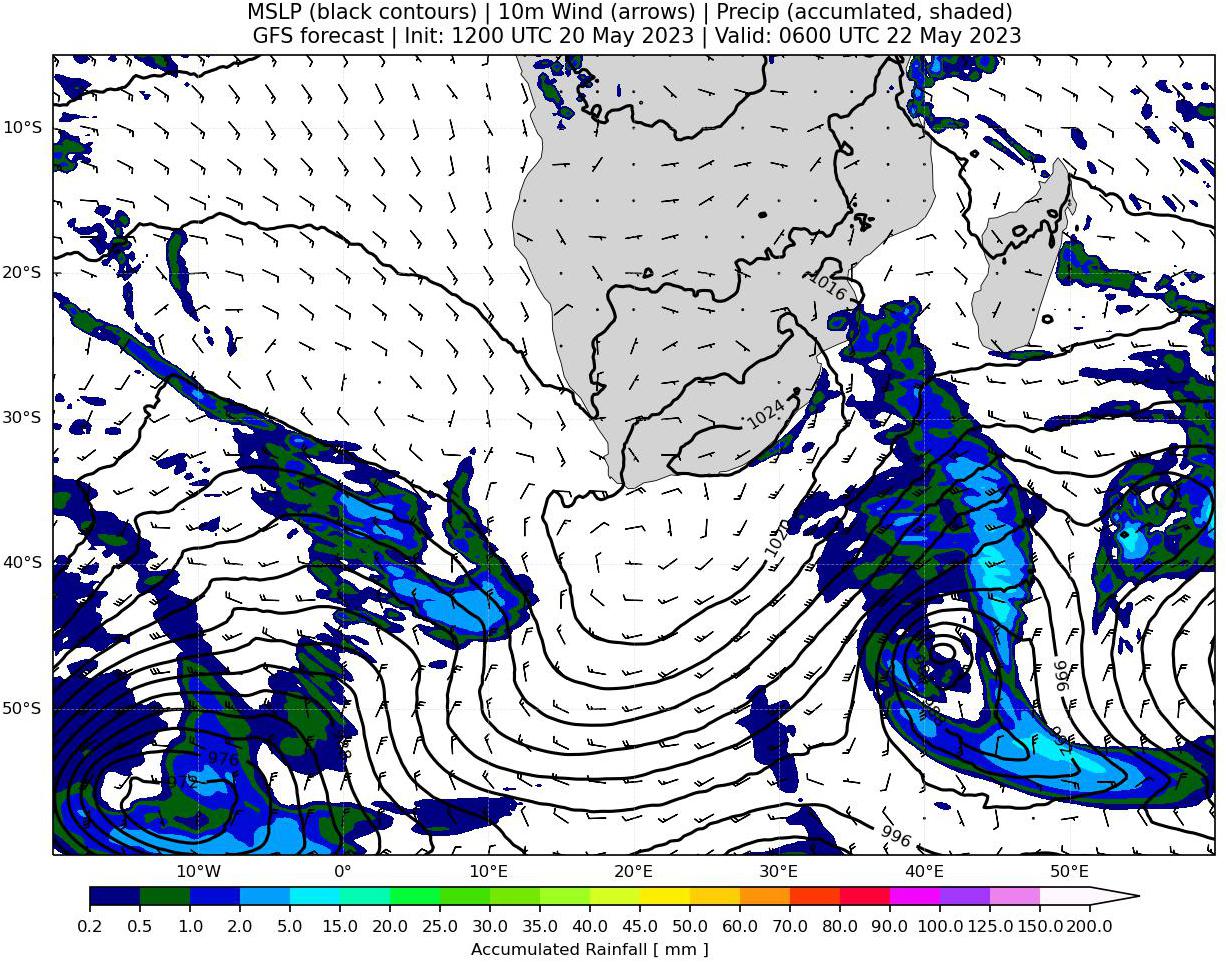 MSLP (black contours) | 10m Wind (arrows) | Precip (accumlated, shaded)
GFS forecast | Init: 1200 UTC 20 May 2023 | Valid: 0600 UTC 22 May 2023
10°S
20°S
1016
30°S
1024
1020
40°S
996
50°S
992
976
972
996
10°W 0° 10°E 20°E 30°E 40°E 50°E
0.2 0.5 1.0 2.0 5.0 15.0 20.0 25.0 30.0 35.0 40.0 45.0 50.0 60.0 70.0 80.0 90.0 100.0 125.0 150.0 200.0
Accumulated Rainfall [ mm ]